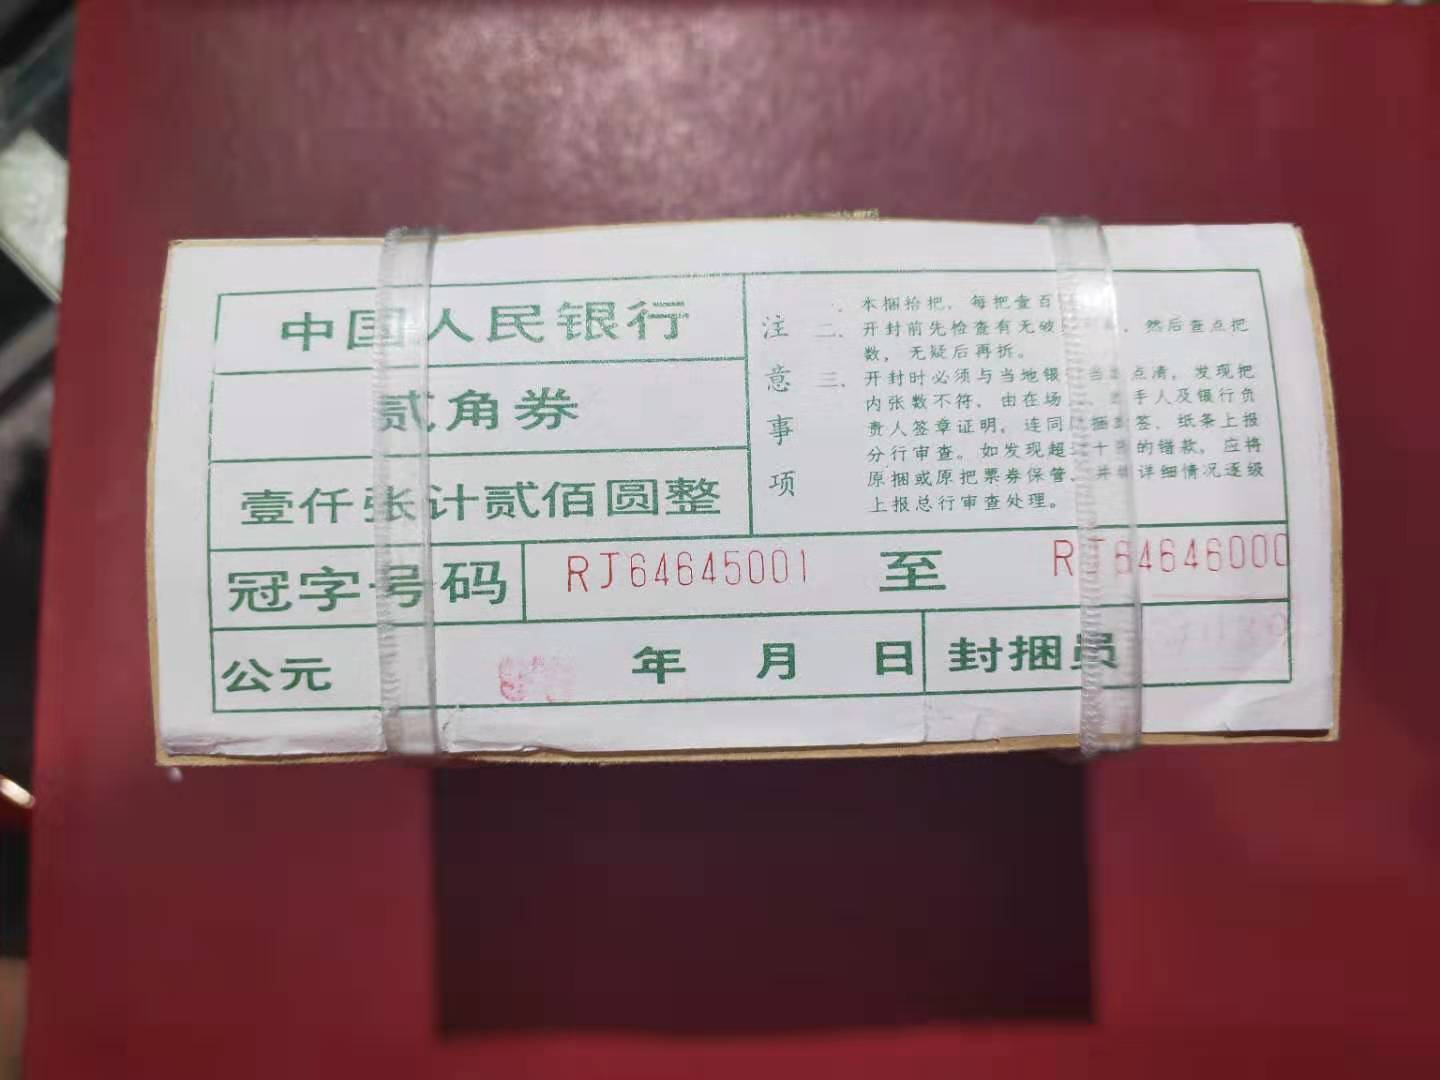 中国人民银行
贰角券
壹仟张计贰佰圆整
冠字号码 RJ64645001 至 RJ64646000
公元 年 月 日 封捆员
注意事项
一、本捆拾把，每把壹百
二、开封前先检查有无破 ，然后查点把
数，无疑后再拆。
三、开封时必须与当地银 当 点清，发现把
内张数不符，由在场 手人及银行负
责人签章证明，连同 捆 签、纸条上报
分行审查。如发现超 十 的错款，应将
原捆或原把票券保管，并 详细情况逐级
上报总行审查处理。